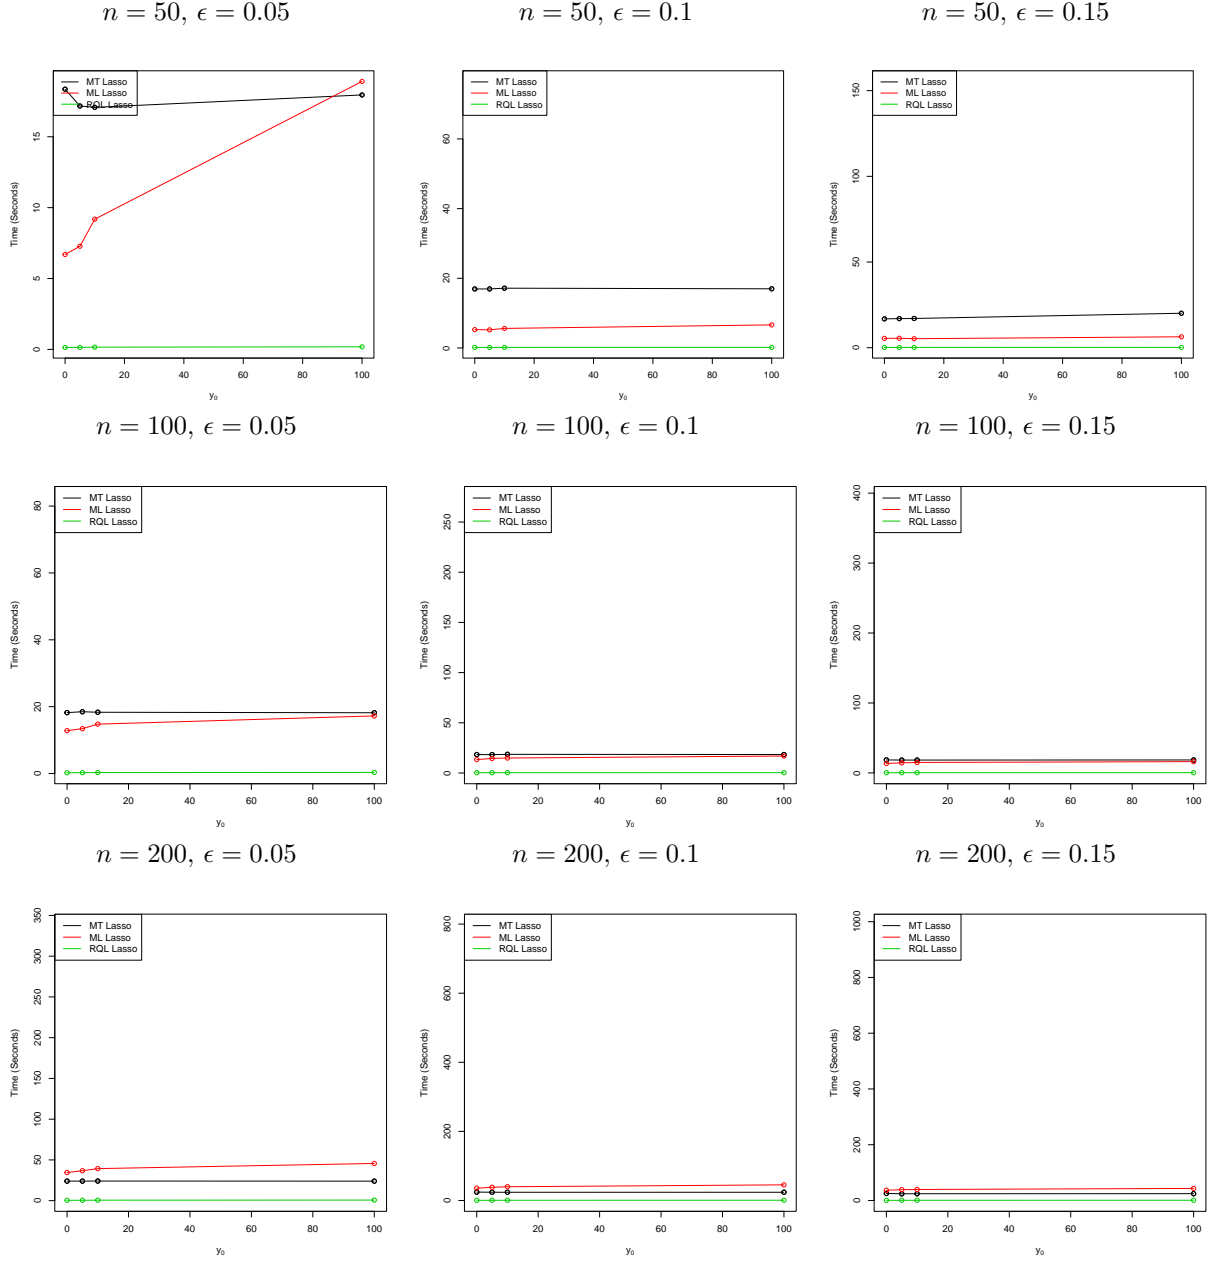 n = 50, ϵ = 0.05
MT Lasso
ML Lasso
RQL Lasso
Time (Seconds)
0
5
10
15
0 20 40 60 80 100
y₀
n = 50, ϵ = 0.1
MT Lasso
ML Lasso
RQL Lasso
Time (Seconds)
0
20
40
60
0 20 40 60 80 100
y₀
n = 50, ϵ = 0.15
MT Lasso
ML Lasso
RQL Lasso
Time (Seconds)
0
50
100
150
0 20 40 60 80 100
y₀
n = 100, ϵ = 0.05
MT Lasso
ML Lasso
RQL Lasso
Time (Seconds)
0
20
40
60
80
0 20 40 60 80 100
y₀
n = 100, ϵ = 0.1
MT Lasso
ML Lasso
RQL Lasso
Time (Seconds)
0
50
100
150
200
250
0 20 40 60 80 100
y₀
n = 100, ϵ = 0.15
MT Lasso
ML Lasso
RQL Lasso
Time (Seconds)
0
100
200
300
400
0 20 40 60 80 100
y₀
n = 200, ϵ = 0.05
MT Lasso
ML Lasso
RQL Lasso
Time (Seconds)
0
50
100
150
200
250
300
350
0 20 40 60 80 100
y₀
n = 200, ϵ = 0.1
MT Lasso
ML Lasso
RQL Lasso
Time (Seconds)
0
200
400
600
800
0 20 40 60 80 100
y₀
n = 200, ϵ = 0.15
MT Lasso
ML Lasso
RQL Lasso
Time (Seconds)
0
200
400
600
800
1000
0 20 40 60 80 100
y₀